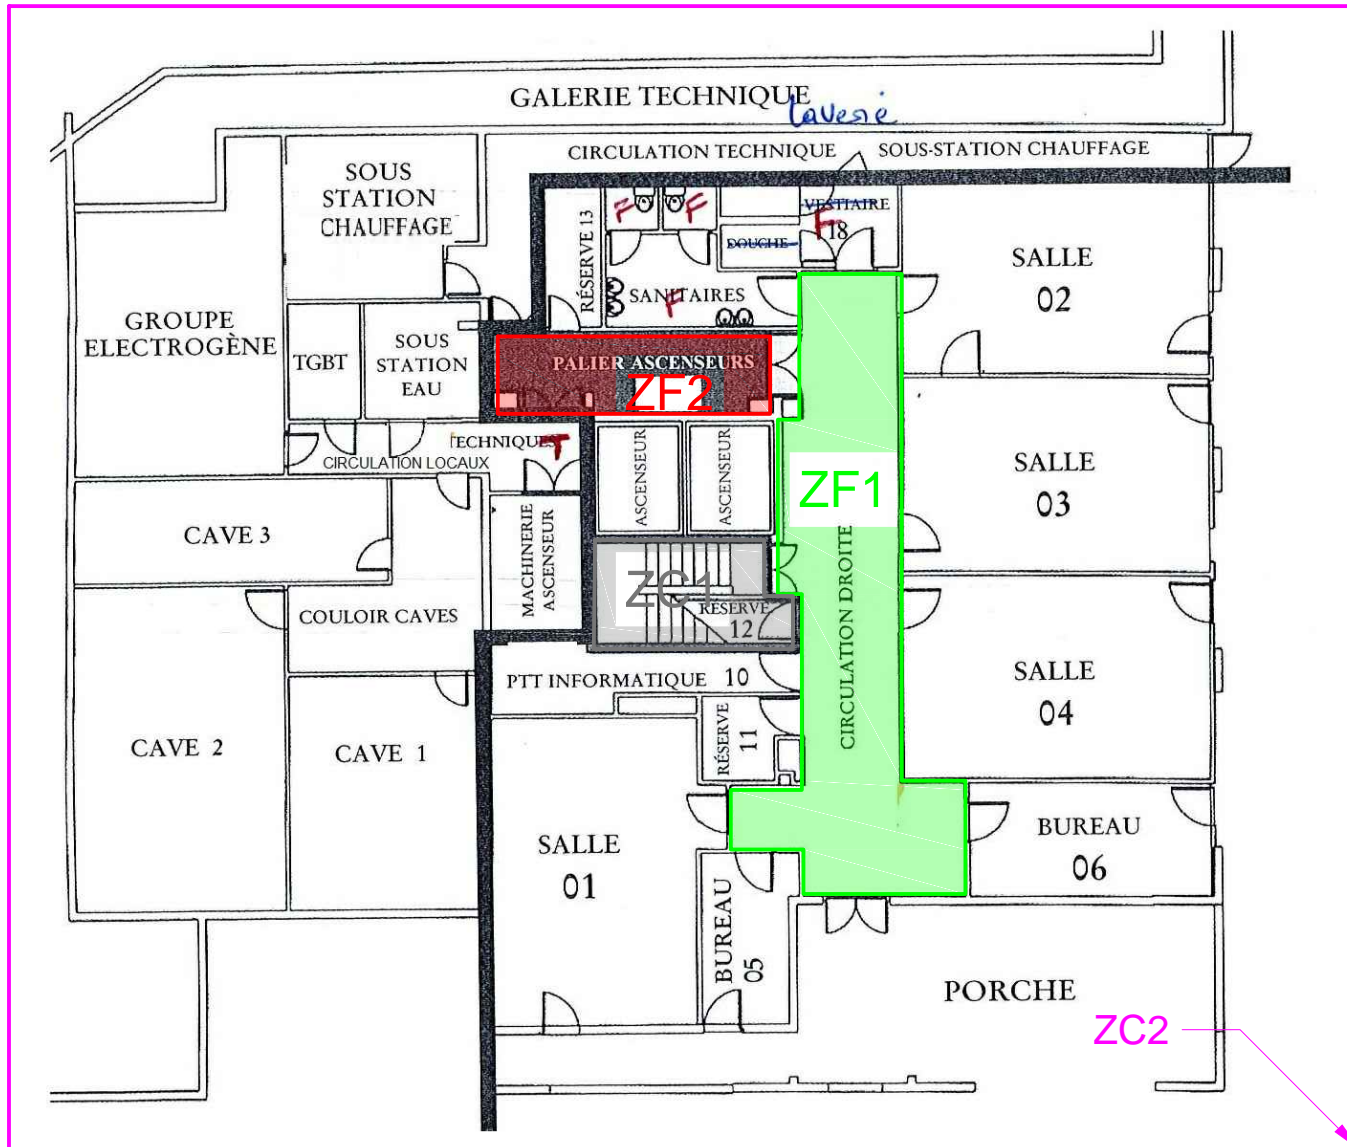 GALERIE TECHNIQUE
laverie
CIRCULATION TECHNIQUE
SOUS-STATION CHAUFFAGE
SOUS
STATION
CHAUFFAGE
RÉSERVE 13
F
F
VESTIAIRE
F
18
DOUCHE
SANITAIRES
F
SALLE
02
GROUPE
ELECTROGÈNE
TGBT
SOUS
STATION
EAU
PALIER ASCENSEURS
ZF2
TECHNIQUES
CIRCULATION LOCAUX
ASCENSEUR
ASCENSEUR
ZF1
SALLE
03
CAVE 3
MACHINERIE
ASCENSEUR
ZC1
RÉSERVE
12
CIRCULATION DROITE
COULOIR CAVES
PTT INFORMATIQUE 10
SALLE
04
CAVE 2
CAVE 1
RÉSERVE
11
SALLE
01
BUREAU
05
BUREAU
06
PORCHE
ZC2